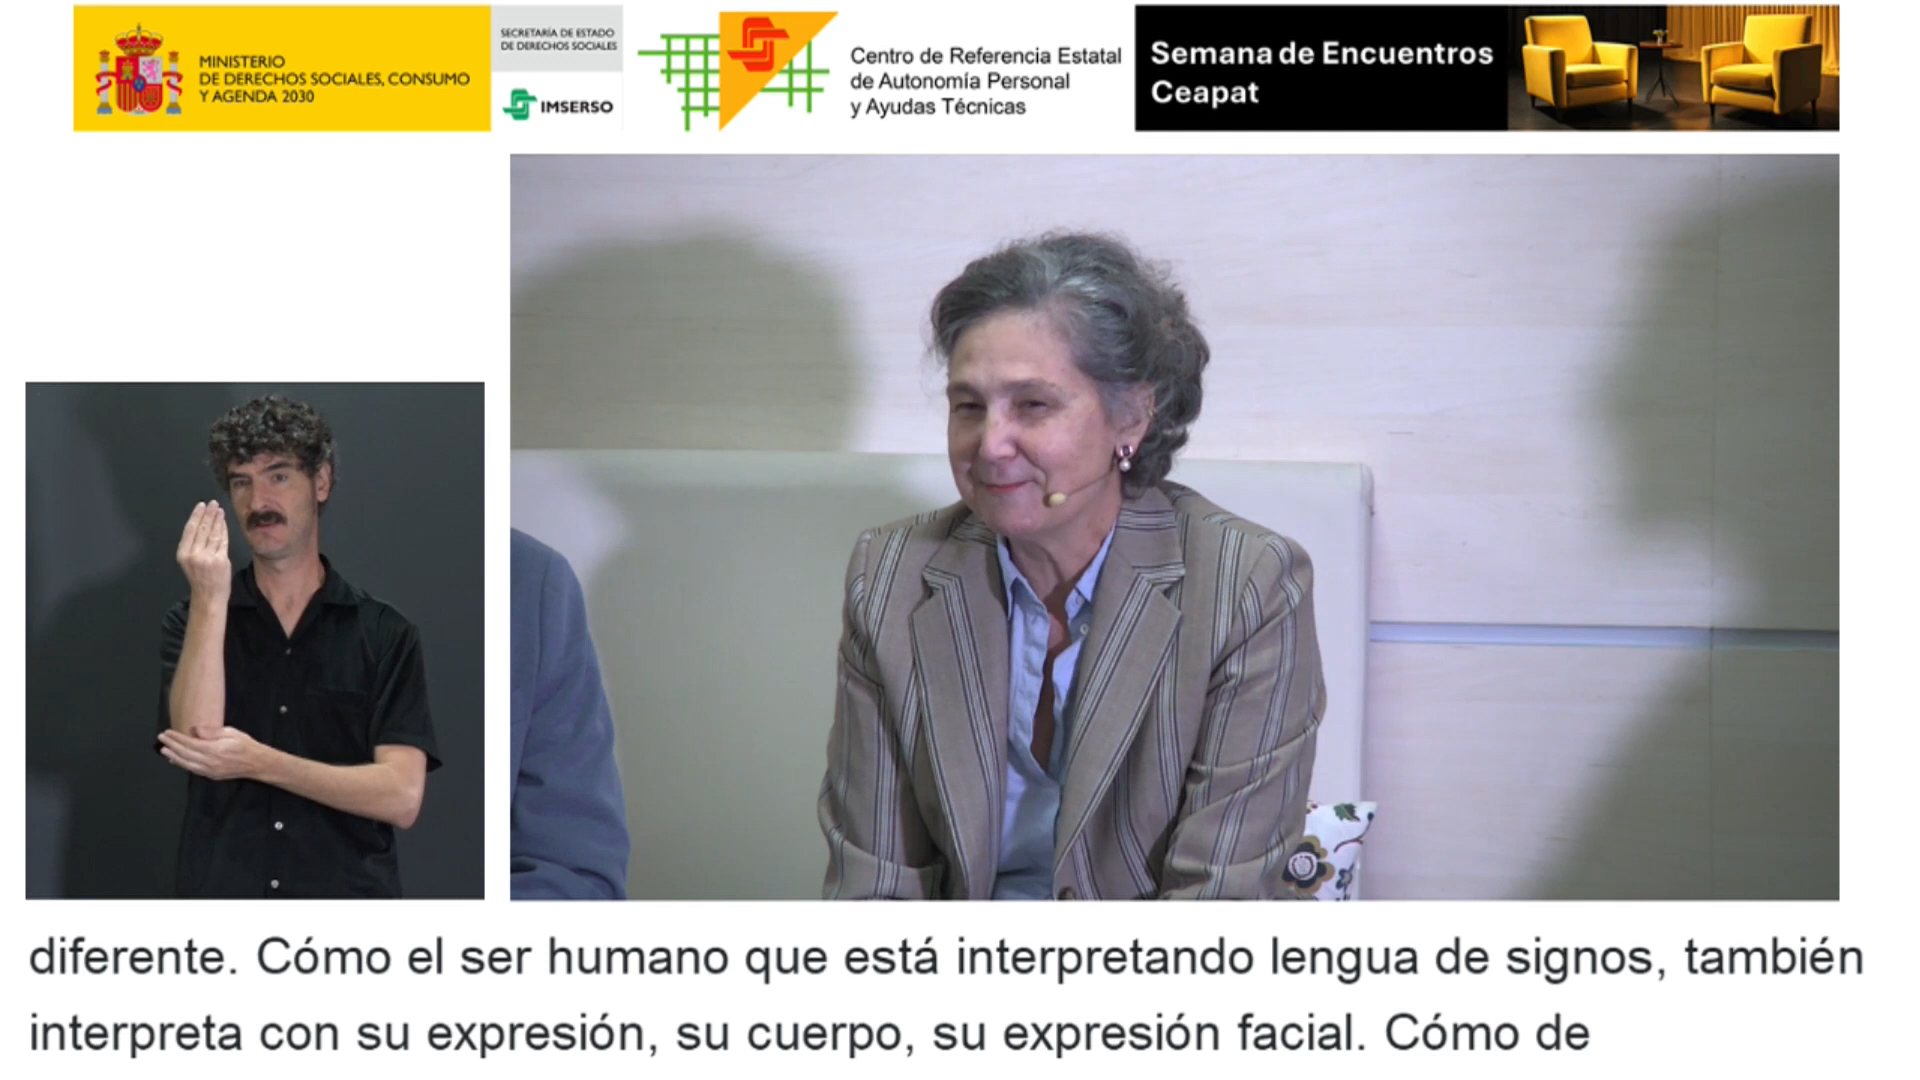 MINISTERIO
DE DERECHOS SOCIALES, CONSUMO
Y AGENDA 2030
SECRETARÍA DE ESTADO
DE DERECHOS SOCIALES
IMSERSO
Centro de Referencia Estatal
de Autonomía Personal
y Ayudas Técnicas
Semana de Encuentros
Ceapat
diferente. Cómo el ser humano que está interpretando lengua de signos, también
interpreta con su expresión, su cuerpo, su expresión facial. Cómo de